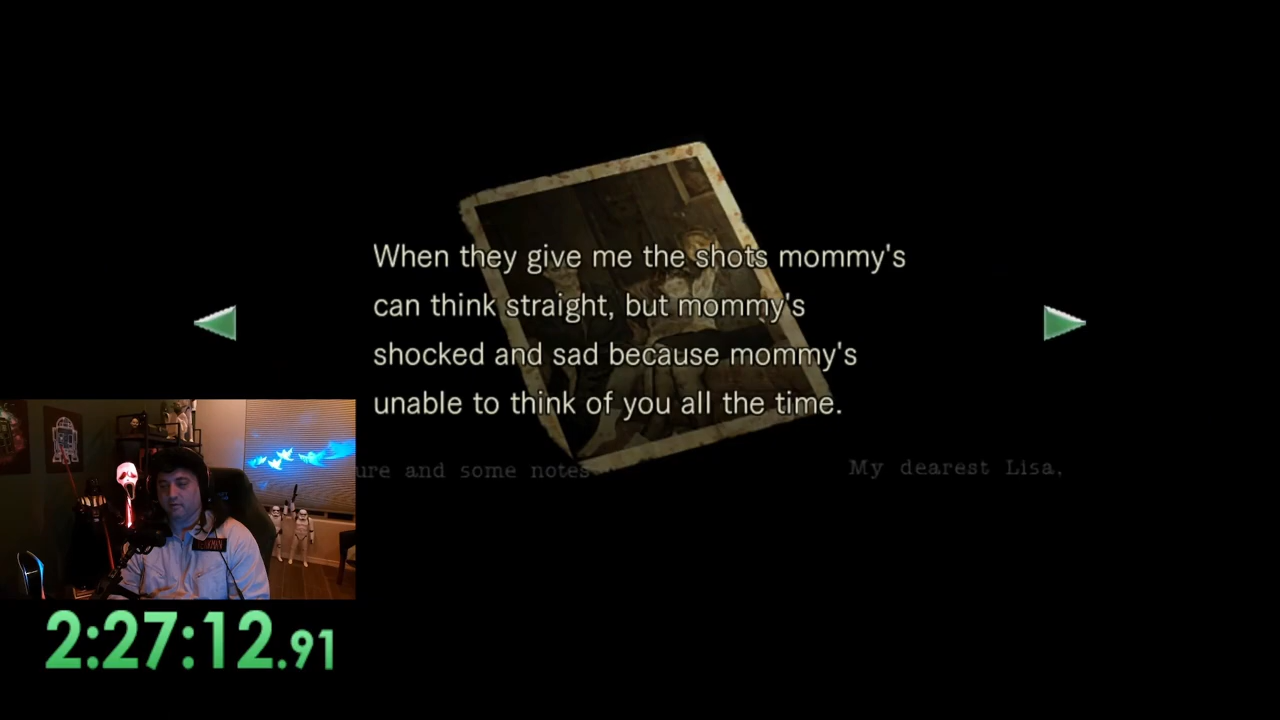 When they give me the shots mommy's
can think straight, but mommy's
shocked and sad because mommy's
unable to think of you all the time.
and some notes
My dearest Lisa,
2:27:12.91